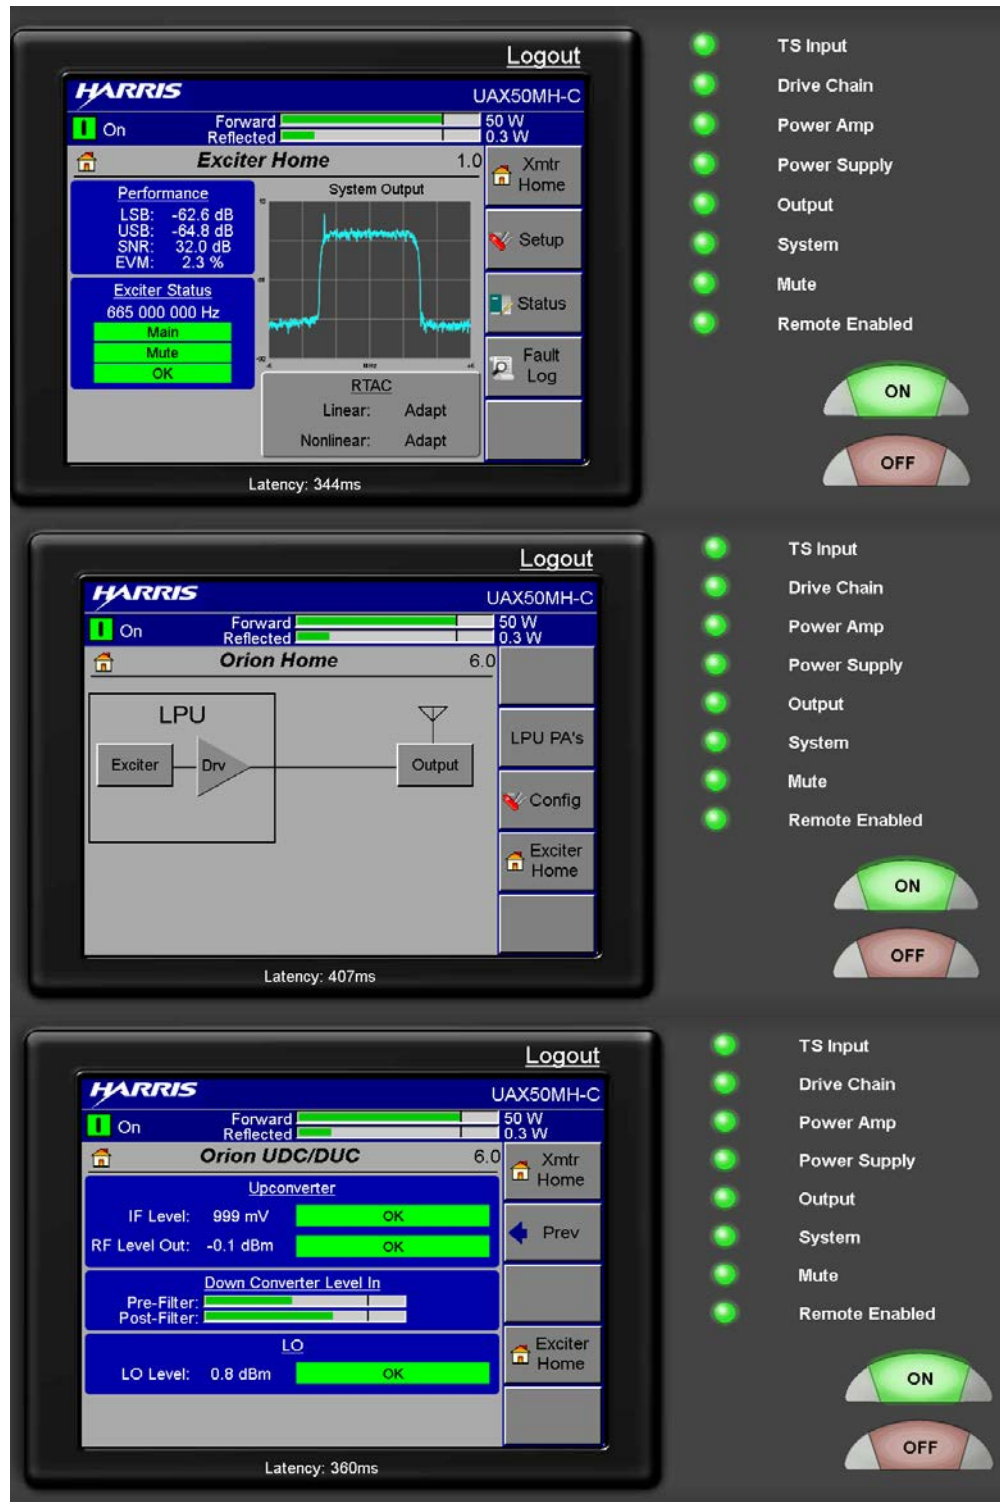 Logout
HARRIS
UAX50MH-C
On
Forward 50 W
Reflected 0.3 W
Exciter Home 1.0
Performance
LSB: -62.6 dB
USB: -64.8 dB
SNR: 32.0 dB
EVM: 2.3 %
Exciter Status
665 000 000 Hz
Main
Mute
OK
System Output
RTAC
Linear: Adapt
Nonlinear: Adapt
Xmtr
Home
Setup
Status
Fault
Log
Latency: 344ms
TS Input
Drive Chain
Power Amp
Power Supply
Output
System
Mute
Remote Enabled
ON
OFF
Logout
HARRIS
UAX50MH-C
On
Forward 50 W
Reflected 0.3 W
Orion Home 6.0
LPU
Exciter
Drv
Output
LPU PA's
Config
Exciter
Home
Latency: 407ms
TS Input
Drive Chain
Power Amp
Power Supply
Output
System
Mute
Remote Enabled
ON
OFF
Logout
HARRIS
UAX50MH-C
On
Forward 50 W
Reflected 0.3 W
Orion UDC/DUC 6.0
Upconverter
IF Level: 999 mV OK
RF Level Out: -0.1 dBm OK
Down Converter Level In
Pre-Filter:
Post-Filter:
LO
LO Level: 0.8 dBm OK
Xmtr
Home
Prev
Exciter
Home
Latency: 360ms
TS Input
Drive Chain
Power Amp
Power Supply
Output
System
Mute
Remote Enabled
ON
OFF